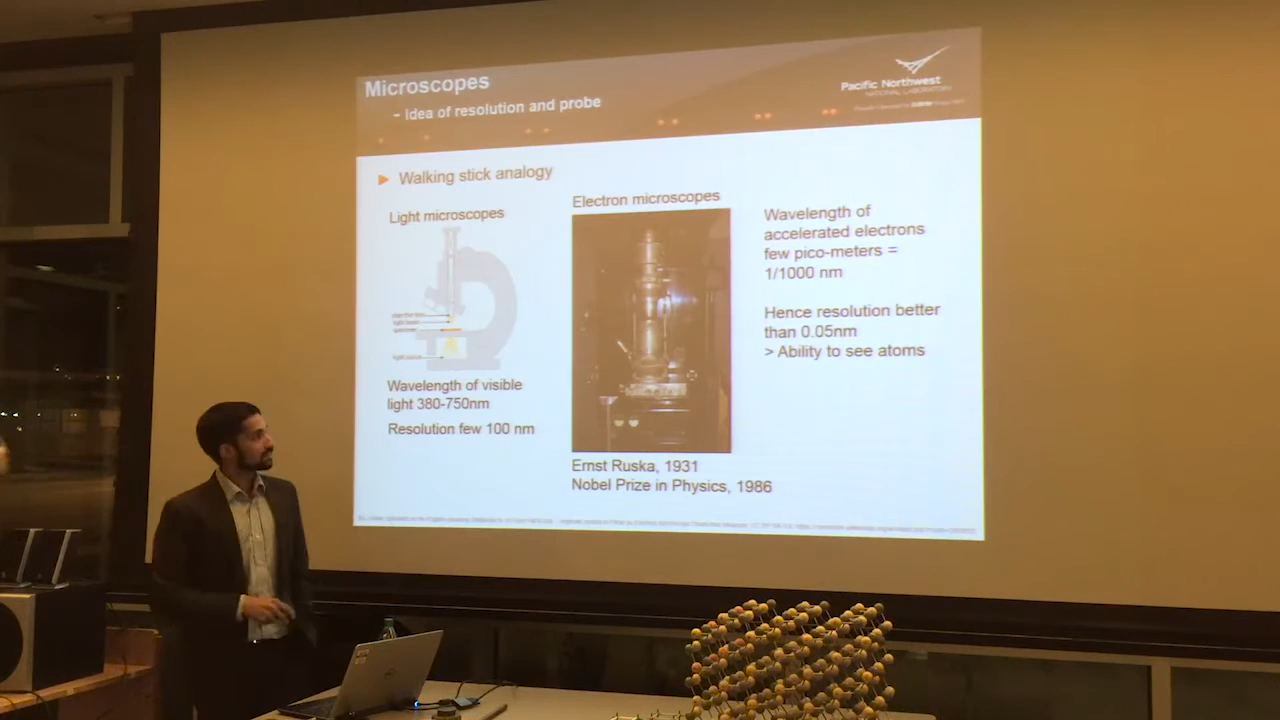 Microscopes
– Idea of resolution and probe
Pacific Northwest
NATIONAL LABORATORY
Walking stick analogy
Light microscopes
Electron microscopes
Wavelength of
accelerated electrons
few pico-meters =
1/1000 nm
Hence resolution better
than 0.05nm
> Ability to see atoms
Wavelength of visible
light 380-750nm
Resolution few 100 nm
Ernst Ruska, 1931
Nobel Prize in Physics, 1986